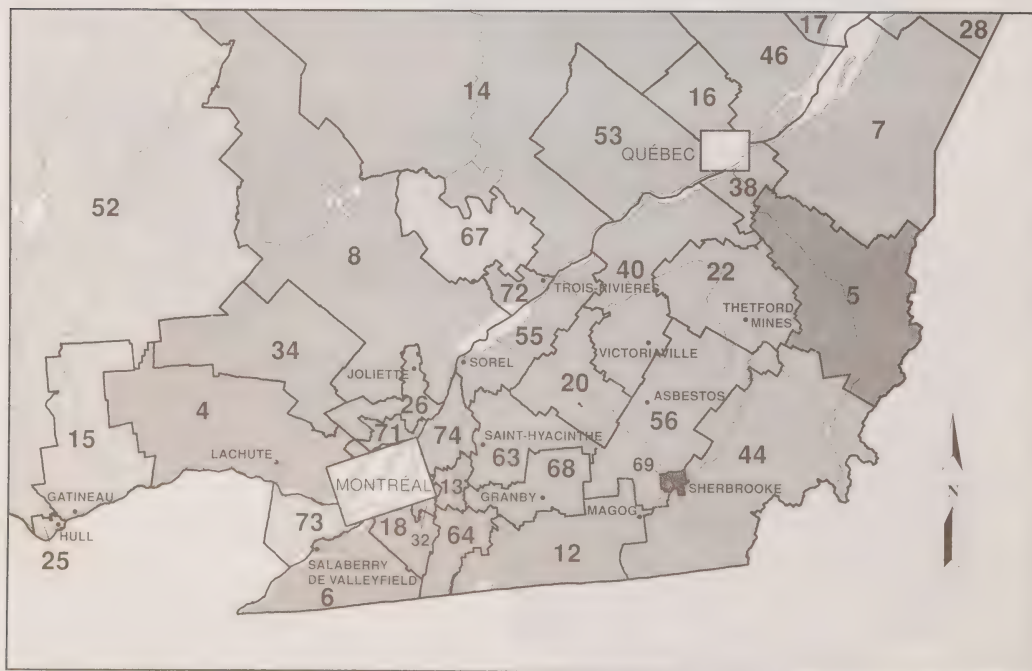 17
28
46
14
16
7
53
QUÉBEC
38
52
67
8
40
22
5
72
TROIS-RIVIÈRES
THETFORD
MINES
55
34
VICTORIAVILLE
SOREL
JOLIETTE
20
ASBESTOS
26
56
4
71
74
SAINT-HYACINTHE
44
15
63
68
69
LACHUTE
MONTRÉAL
13
SHERBROOKE
GRANBY
GATINEAU
MAGOG
N
73
18
HULL
32
64
25
12
SALABERRY
DE VALLEYFIELD
6